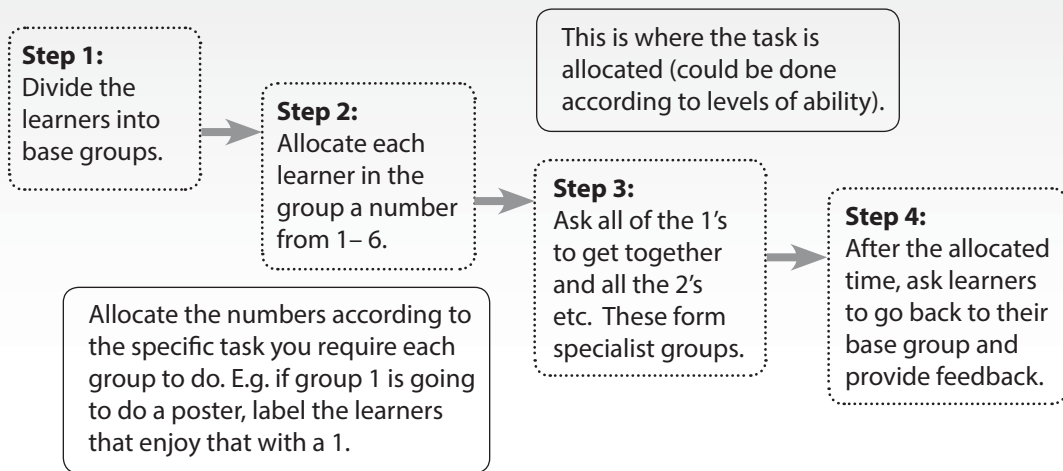 Step 1:
Divide the
learners into
base groups.
Step 2:
Allocate each
learner in the
group a number
from 1– 6.
Allocate the numbers according to
the specific task you require each
group to do. E.g. if group 1 is going
to do a poster, label the learners
that enjoy that with a 1.
This is where the task is
allocated (could be done
according to levels of ability).
Step 3:
Ask all of the 1's
to get together
and all the 2's
etc.  These form
specialist groups.
Step 4:
After the allocated
time, ask learners
to go back to their
base group and
provide feedback.